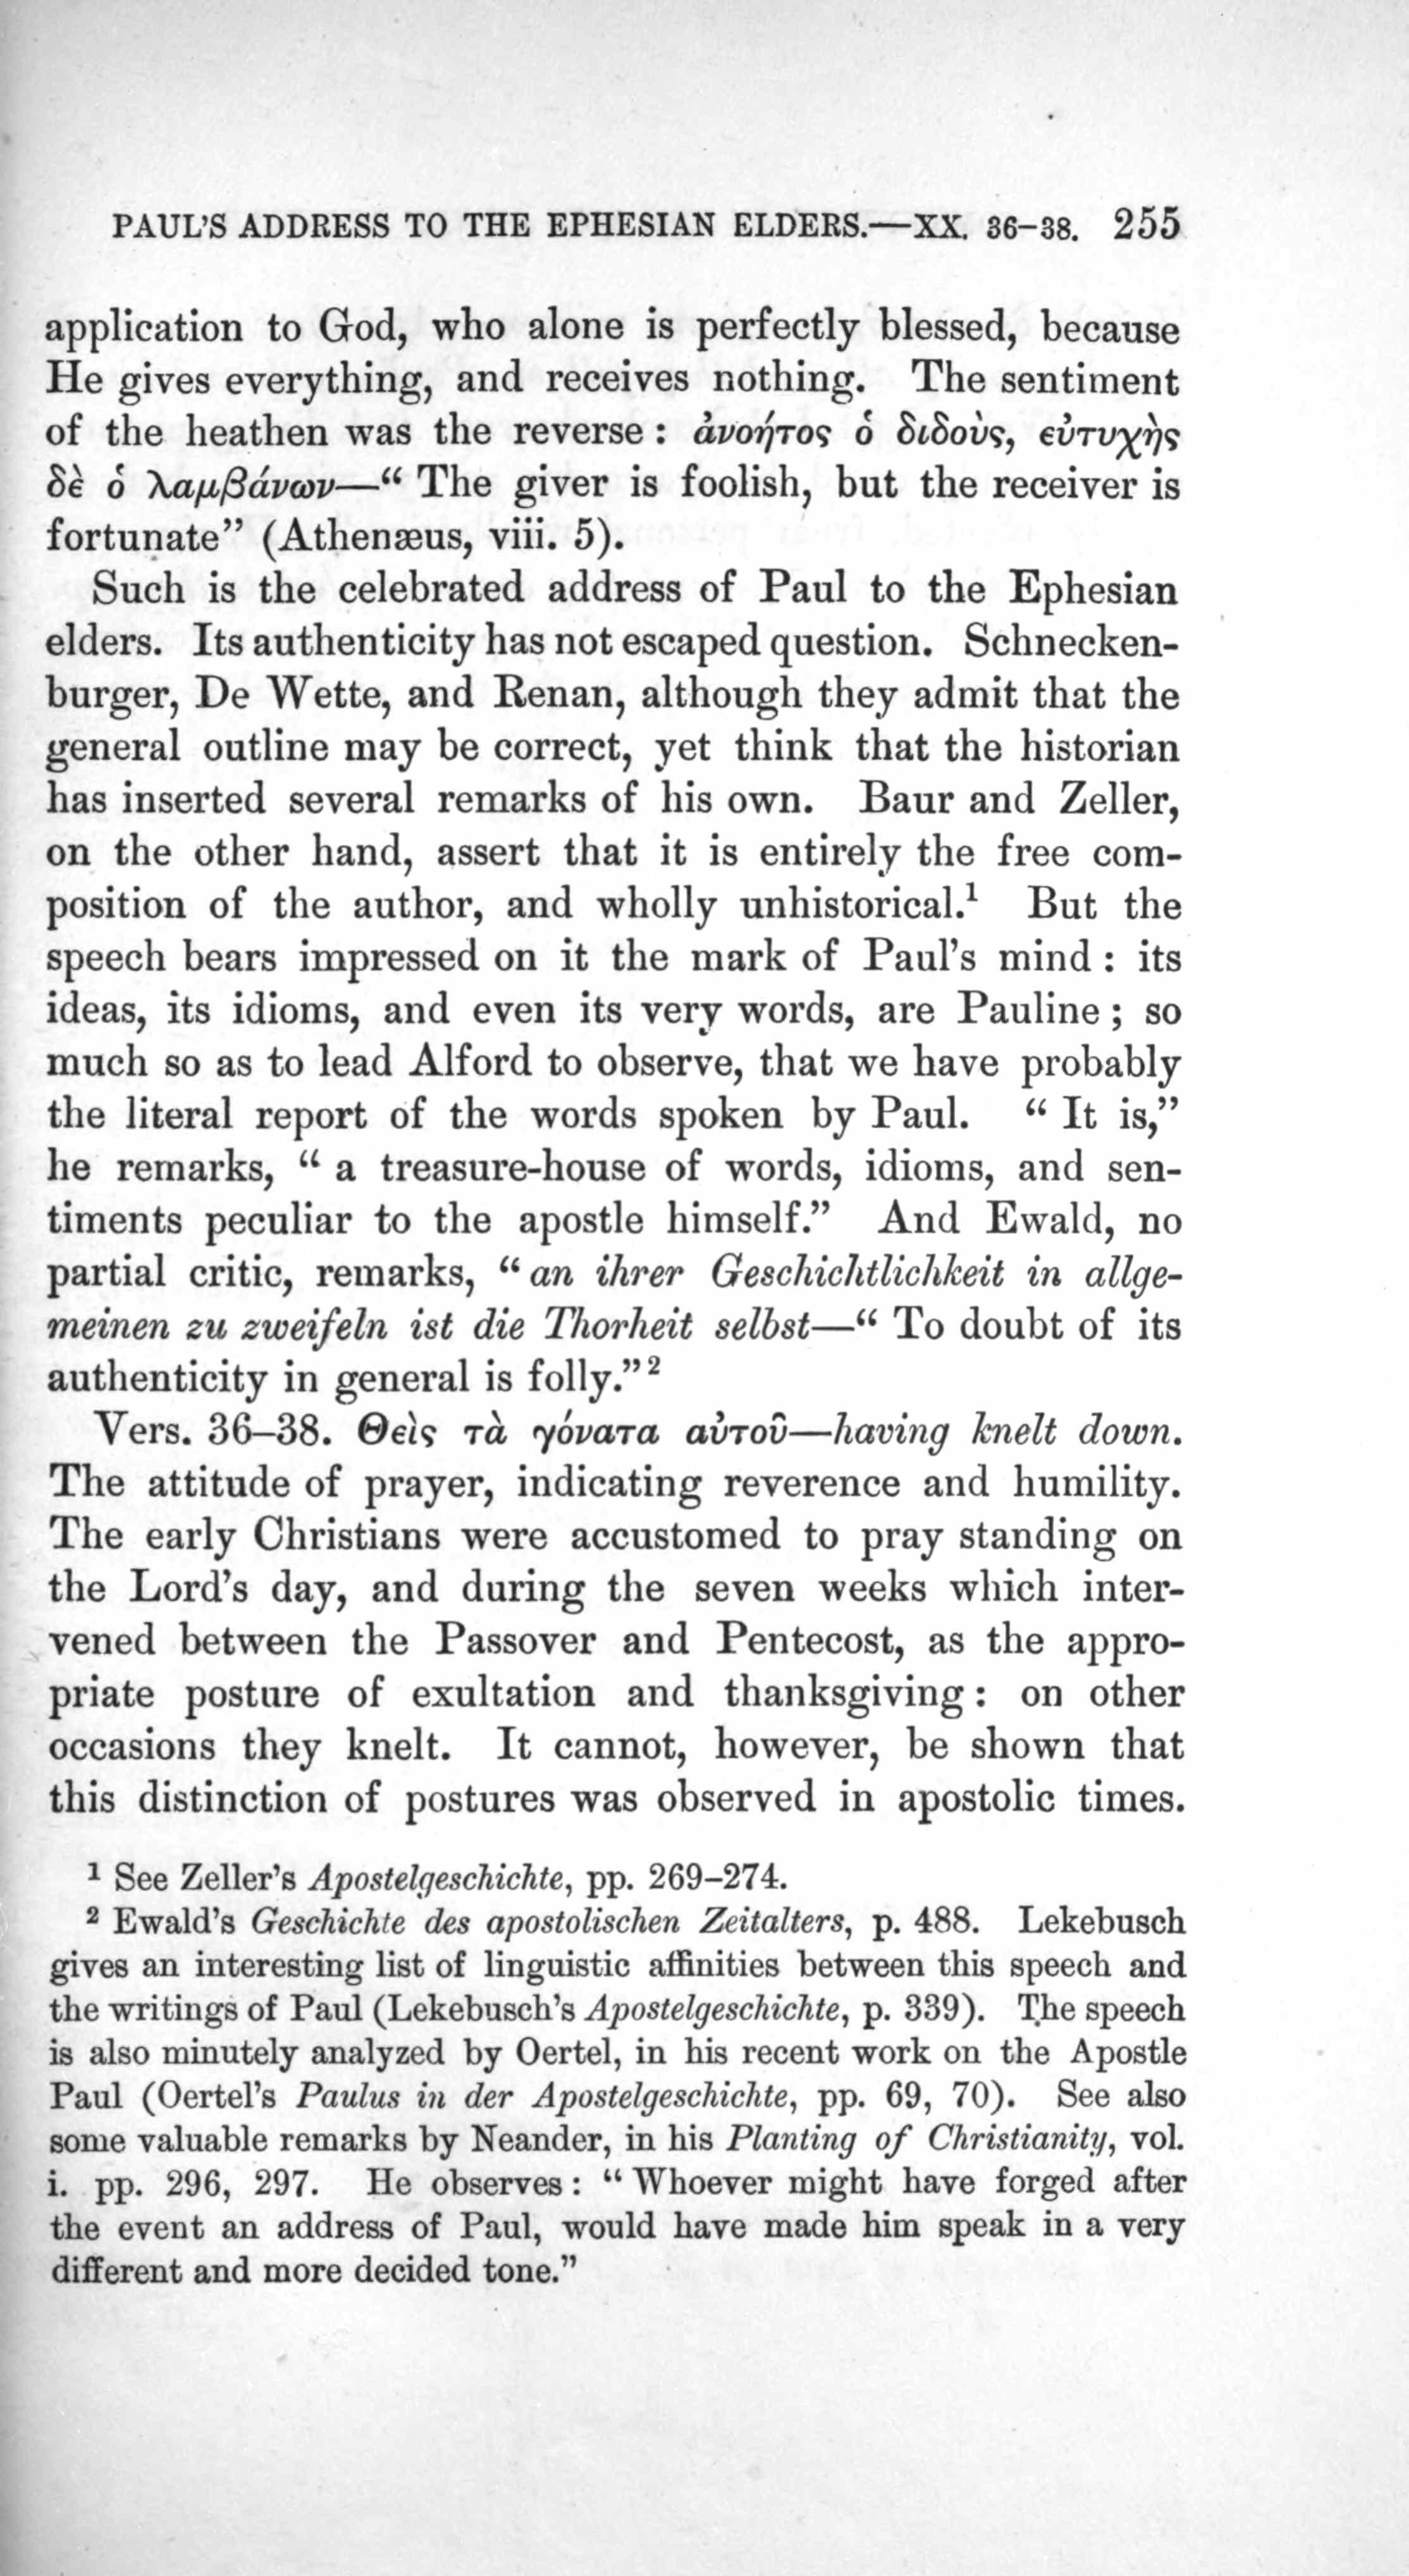 PAUL'S ADDRESS TO THE EPHESIAN ELDERS.—XX. 36-38. 255
application to God, who alone is perfectly blessed, because
He gives everything, and receives nothing. The sentiment
of the heathen was the reverse: ἀνοήτος ὁ διδοὺς, εὐτυχὴς
δὲ ὁ λαμβάνων—“ The giver is foolish, but the receiver is
fortunate” (Athenæus, viii. 5).
Such is the celebrated address of Paul to the Ephesian
elders. Its authenticity has not escaped question. Schnecken-
burger, De Wette, and Renan, although they admit that the
general outline may be correct, yet think that the historian
has inserted several remarks of his own. Baur and Zeller,
on the other hand, assert that it is entirely the free com-
position of the author, and wholly unhistorical.¹ But the
speech bears impressed on it the mark of Paul's mind: its
ideas, its idioms, and even its very words, are Pauline; so
much so as to lead Alford to observe, that we have probably
the literal report of the words spoken by Paul. “ It is,”
he remarks, “ a treasure-house of words, idioms, and sen-
timents peculiar to the apostle himself.” And Ewald, no
partial critic, remarks, “ an ihrer Geschichtlichkeit in allge-
meinen zu zweifeln ist die Thorheit selbst—“ To doubt of its
authenticity in general is folly.”²
Vers. 36-38. Θεὶς τὰ γόνατα αὐτοῦ—having knelt down.
The attitude of prayer, indicating reverence and humility.
The early Christians were accustomed to pray standing on
the Lord's day, and during the seven weeks which inter-
vened between the Passover and Pentecost, as the appro-
priate posture of exultation and thanksgiving: on other
occasions they knelt. It cannot, however, be shown that
this distinction of postures was observed in apostolic times.
¹ See Zeller's Apostelgeschichte, pp. 269-274.
² Ewald's Geschichte des apostolischen Zeitalters, p. 488. Lekebusch
gives an interesting list of linguistic affinities between this speech and
the writings of Paul (Lekebusch's Apostelgeschichte, p. 339). The speech
is also minutely analyzed by Oertel, in his recent work on the Apostle
Paul (Oertel's Paulus in der Apostelgeschichte, pp. 69, 70). See also
some valuable remarks by Neander, in his Planting of Christianity, vol.
i. pp. 296, 297. He observes: “ Whoever might have forged after
the event an address of Paul, would have made him speak in a very
different and more decided tone.”